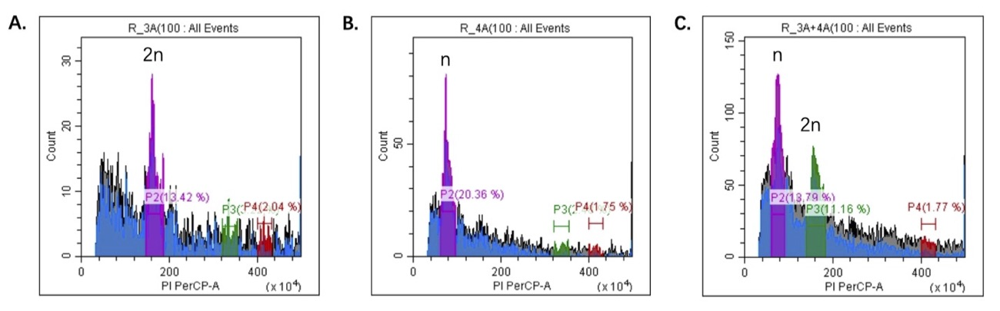 A.
R_3A(100 : All Events
2n
30
20
10
0
Count
P2(13.42 %)
P4(2.04 %)
0
200
400
PI PerCP-A
(x10⁴)
B.
R_4A(100 : All Events
n
50
0
Count
P2(20.36 %)
P4(1.75 %)
0
200
400
PI PerCP-A
(x10⁴)
C.
R_3A+4A(100 : All Events
n
2n
150
100
50
0
Count
P2(13.79 %)
P3(11.16 %)
P4(1.77 %)
0
200
400
PI PerCP-A
(x10⁴)